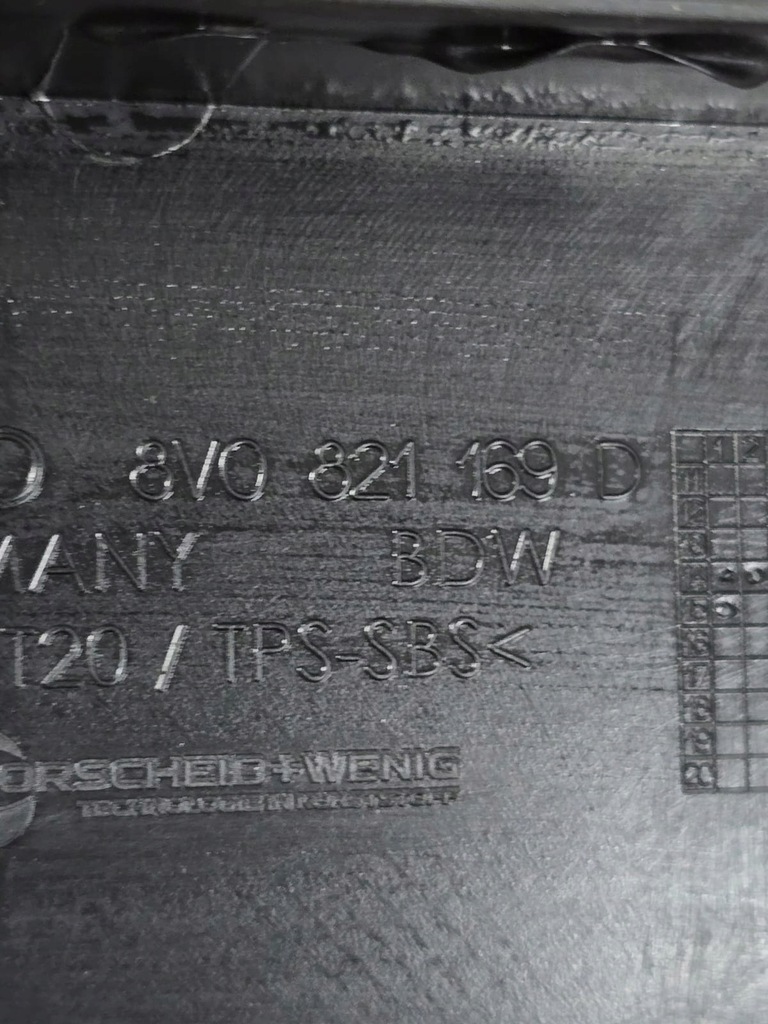 8V0 821 169 D
MANY BDW
T20 / TPS-SBS<
ORSCHEID+WENIG